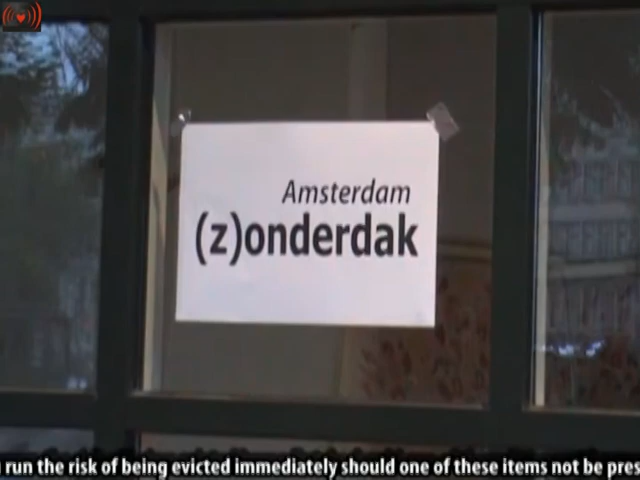 Amsterdam
(z)onderdak
run the risk of being evicted immediately should one of these items not be pres